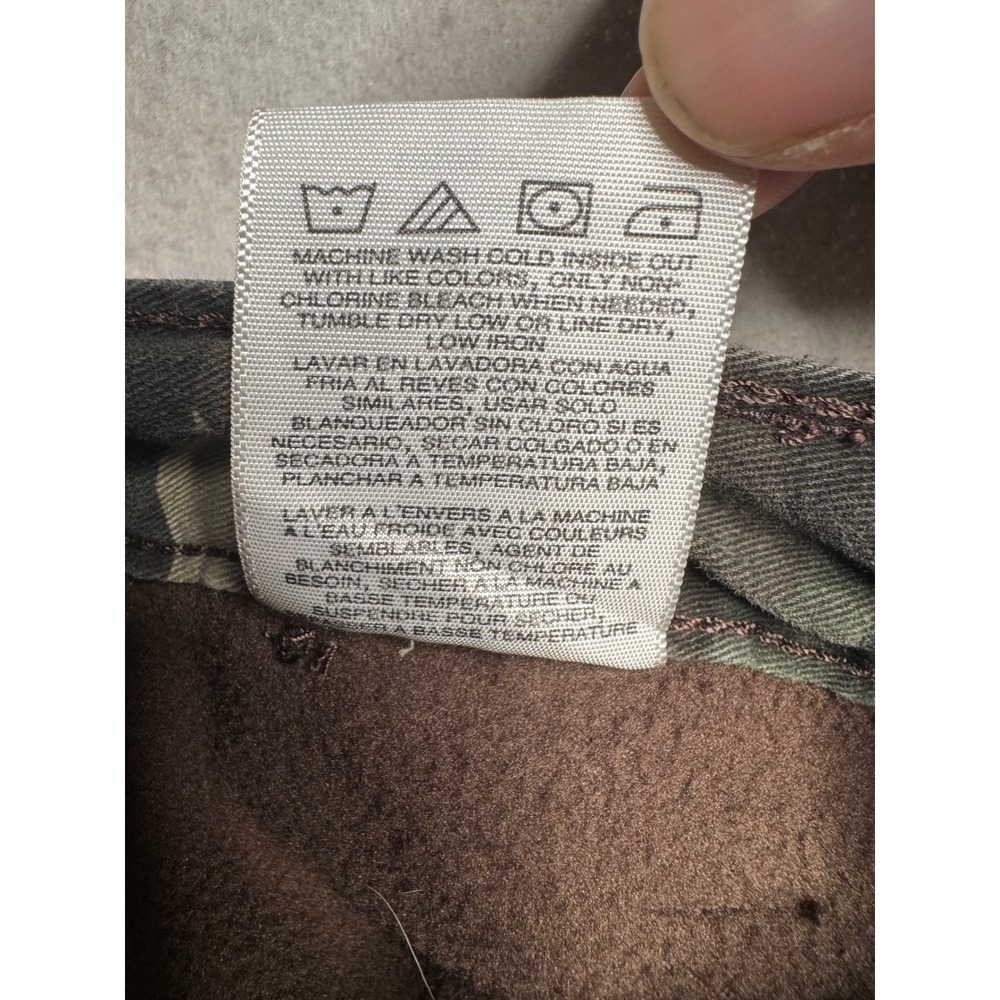 MACHINE WASH COLD INSIDE OUT
WITH LIKE COLORS, ONLY NON-
CHLORINE BLEACH WHEN NEEDED,
TUMBLE DRY LOW OR LINE DRY,
LOW IRON
LAVAR EN LAVADORA CON AGUA
FRIA AL REVES CON COLORES
SIMILARES, USAR SOLO
BLANQUEADOR SIN CLORO SI ES
NECESARIO, SECAR COLGADO O EN
SECADORA A TEMPERATURA BAJA,
PLANCHAR A TEMPERATURA BAJA
LAVER A L'ENVERS A LA MACHINE
A L'EAU FROIDE AVEC COULEURS
SEMBLABLES, AGENT DE
BLANCHIMENT NON CHLORE AU
BESOIN, SECHER A LA MACHINE A
BASSE TEMPERATURE OU
SUSPENDUE POUR SECHER,
A BASSE TEMPERATURE